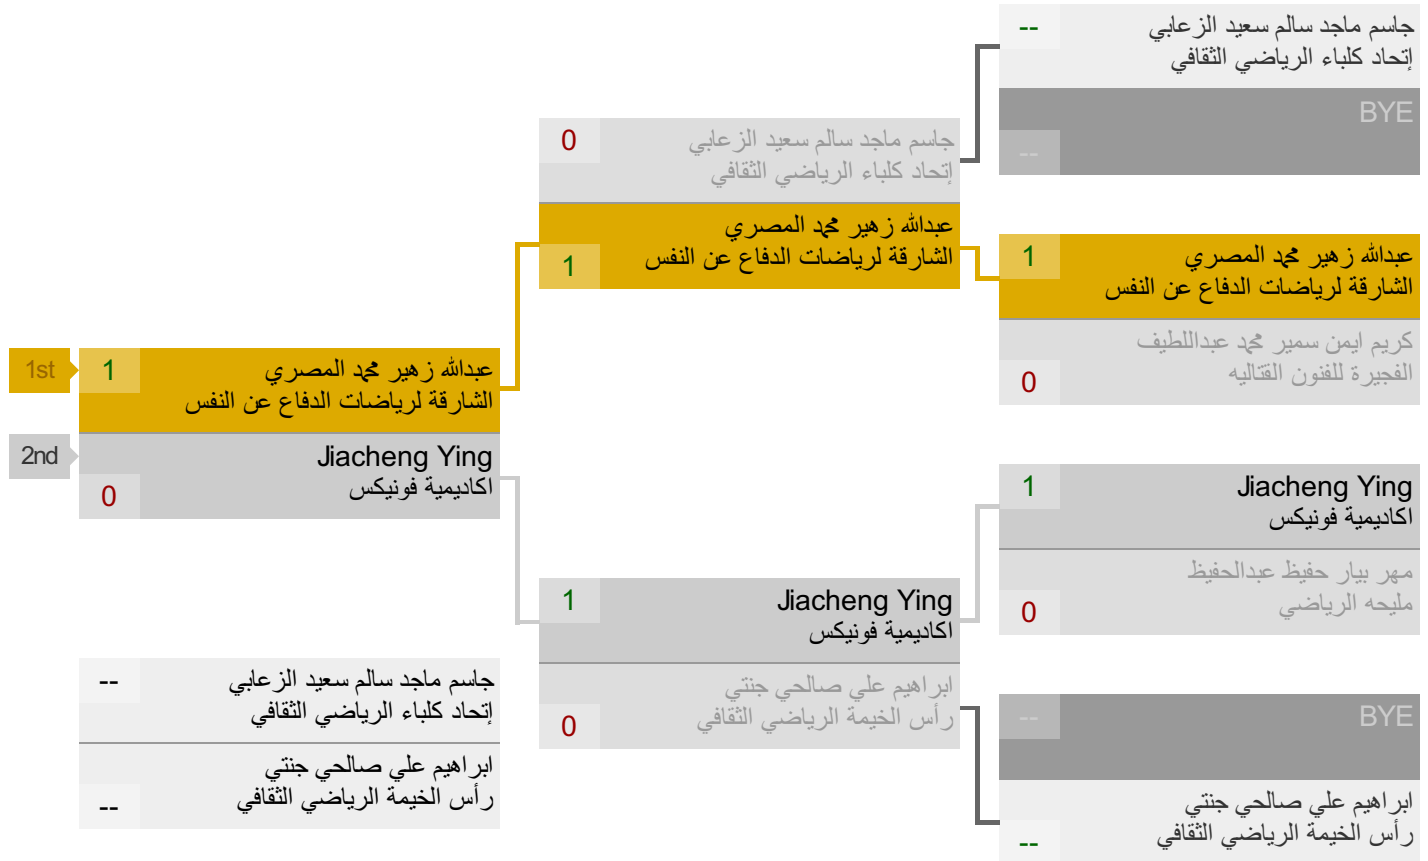 --
جاسم ماجد سالم سعيد الزعابي
إتحاد كلباء الرياضي الثقافي
BYE
--
0
جاسم ماجد سالم سعيد الزعابي
إتحاد كلباء الرياضي الثقافي
عبدالله زهير محمد المصري
الشارقة لرياضات الدفاع عن النفس
1
1
عبدالله زهير محمد المصري
الشارقة لرياضات الدفاع عن النفس
كريم ايمن سمير محمد عبداللطيف
الفجيرة للفنون القتاليه
0
1st
1
عبدالله زهير محمد المصري
الشارقة لرياضات الدفاع عن النفس
2nd
Jiacheng Ying
اكاديمية فونيكس
0
1
Jiacheng Ying
اكاديمية فونيكس
مهر بيار حفيظ عبدالحفيظ
مليحه الرياضي
0
1
Jiacheng Ying
اكاديمية فونيكس
ابراهيم علي صالحي جنتي
رأس الخيمة الرياضي الثقافي
0
--
جاسم ماجد سالم سعيد الزعابي
إتحاد كلباء الرياضي الثقافي
ابراهيم علي صالحي جنتي
رأس الخيمة الرياضي الثقافي
--
--
BYE
ابراهيم علي صالحي جنتي
رأس الخيمة الرياضي الثقافي
--